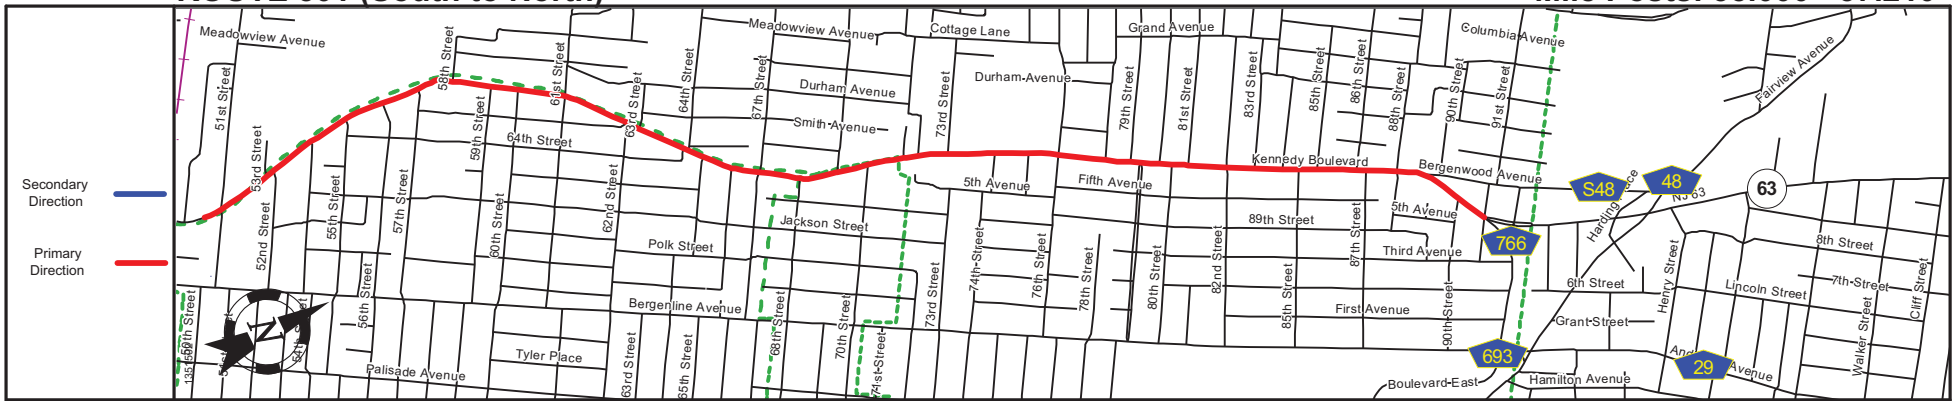 Secondary
Direction
Primary
Direction
Meadowview Avenue
51st Street
53rd Street
52nd Street
55th Street
57th Street
56th Street
58th Street
59th Street
60th Street
61st Street
64th Street
62nd Street
63rd Street
64th Street
67th Street
Meadowview Avenue
Durham Avenue
Smith Avenue
Cottage Lane
Durham Avenue
73rd Street
Grand Avenue
79th Street
81st Street
83rd Street
85th Street
86th Street
88th Street
90th Street
91st Street
Columbia Avenue
Fairview Avenue
Kennedy Boulevard
Bergenwood Avenue
5th Avenue
Fifth Avenue
89th Street
5th Avenue
Third Avenue
Jackson Street
Polk Street
Bergenline Avenue
Tyler Place
Palisade Avenue
50th Street
54th Street
N
63rd Street
65th Street
68th Street
70th Street
71st Street
73rd Street
74th Street
76th Street
78th Street
80th Street
82nd Street
85th Street
87th Street
90th Street
First Avenue
S48
48
63
NJ 63
766
693
29
6th Street
Grant Street
Henry Street
Lincoln Street
8th Street
7th Street
Walker Street
Cliff Street
Hamilton Avenue
Boulevard East
Avenue